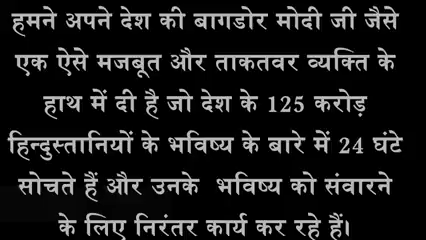 हमने अपने देश की बागडोर मोदी जी जैसे
एक ऐसे मजबूत और ताकतवर व्यक्ति के
हाथ में दी है जो देश के 125 करोड़
हिन्दुस्तानियों के भविष्य के बारे में 24 घंटे
सोचते हैं और उनके भविष्य को संवारने
के लिए निरंतर कार्य कर रहे हैं।